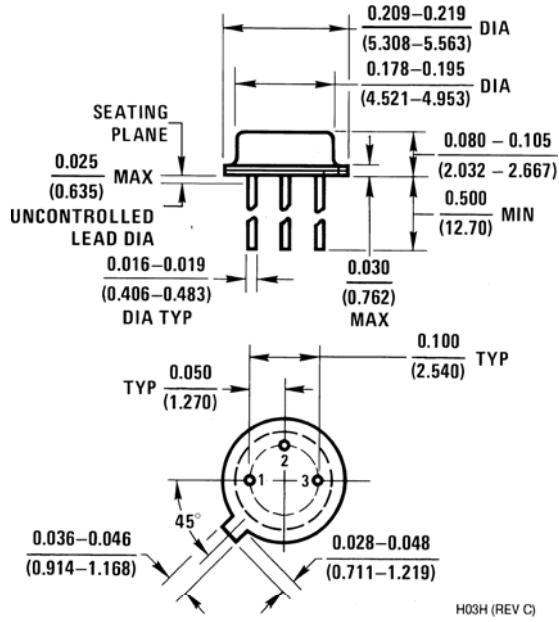 0.209–0.219 DIA
(5.308–5.563)
0.178–0.195 DIA
(4.521–4.953)
SEATING
PLANE
0.080 – 0.105
(2.032 – 2.667)
0.025 MAX
(0.635)
0.500 MIN
(12.70)
UNCONTROLLED
LEAD DIA
0.016–0.019
(0.406–0.483)
DIA TYP
0.030
(0.762)
MAX
0.100 TYP
(2.540)
TYP 0.050
(1.270)
2
1
3
45°
0.036–0.046
(0.914–1.168)
0.028–0.048
(0.711–1.219)
H03H (REV C)